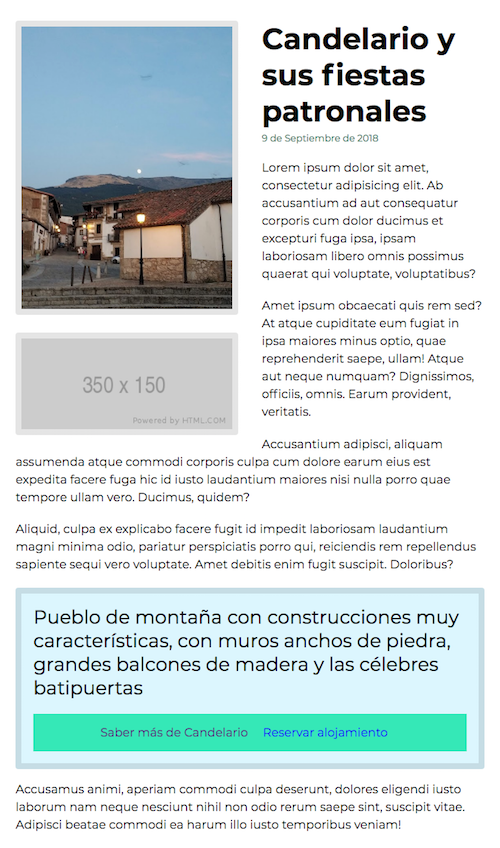 Candelario y
sus fiestas
patronales
9 de Septiembre de 2018
Lorem ipsum dolor sit amet,
consectetur adipisicing elit. Ab
accusantium ad aut consequatur
corporis cum dolor ducimus et
excepturi fuga ipsa, ipsam
laboriosam libero omnis possimus
quaerat qui voluptate, voluptatibus?
Amet ipsum obcaecati quis rem sed?
At atque cupiditate eum fugiat in
ipsa maiores minus optio, quae
reprehenderit saepe, ullam! Atque
aut neque numquam? Dignissimos,
officiis, omnis. Earum provident,
veritatis.
350 x 150
Powered by HTML.COM
Accusantium adipisci, aliquam
assumenda atque commodi corporis culpa cum dolore earum eius est
expedita facere fuga hic id iusto laudantium maiores nisi nulla porro quae
tempore ullam vero. Ducimus, quidem?
Aliquid, culpa ex explicabo facere fugit id impedit laboriosam laudantium
magni minima odio, pariatur perspiciatis porro qui, reiciendis rem repellendus
sapiente sequi vero voluptate. Amet debitis enim fugit suscipit. Doloribus?
Pueblo de montaña con construcciones muy
características, con muros anchos de piedra,
grandes balcones de madera y las célebres
batipuertas
Saber más de Candelario Reservar alojamiento
Accusamus animi, aperiam commodi culpa deserunt, dolores eligendi iusto
laborum nam neque nesciunt nihil non odio rerum saepe sint, suscipit vitae.
Adipisci beatae commodi ea harum illo iusto temporibus veniam!